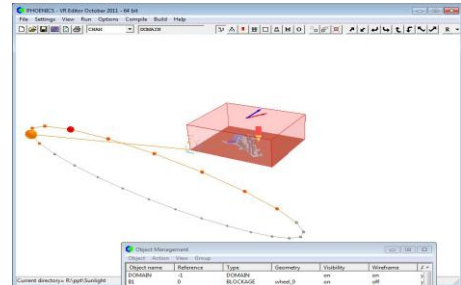 PHOENICS - VR Editor October 2011 - 64 bit
File Settings View Run Options Compile Build Help
CHAM DOMAIN
Object Management
Object Action View Group
Object name Reference Type Geometry Visibility Wireframe
DOMAIN -1 DOMAIN on on
B1 0 BLOCKAGE wheel_0 on off
Current directory= R:\ppt\Sunlight